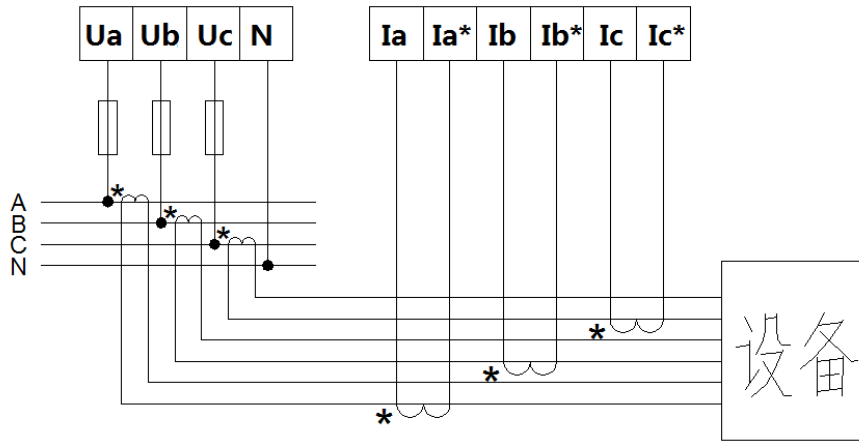 Ua Ub Uc N Ia Ia* Ib Ib* Ic Ic*
* A
* B
* C
N
*
*
*
设备